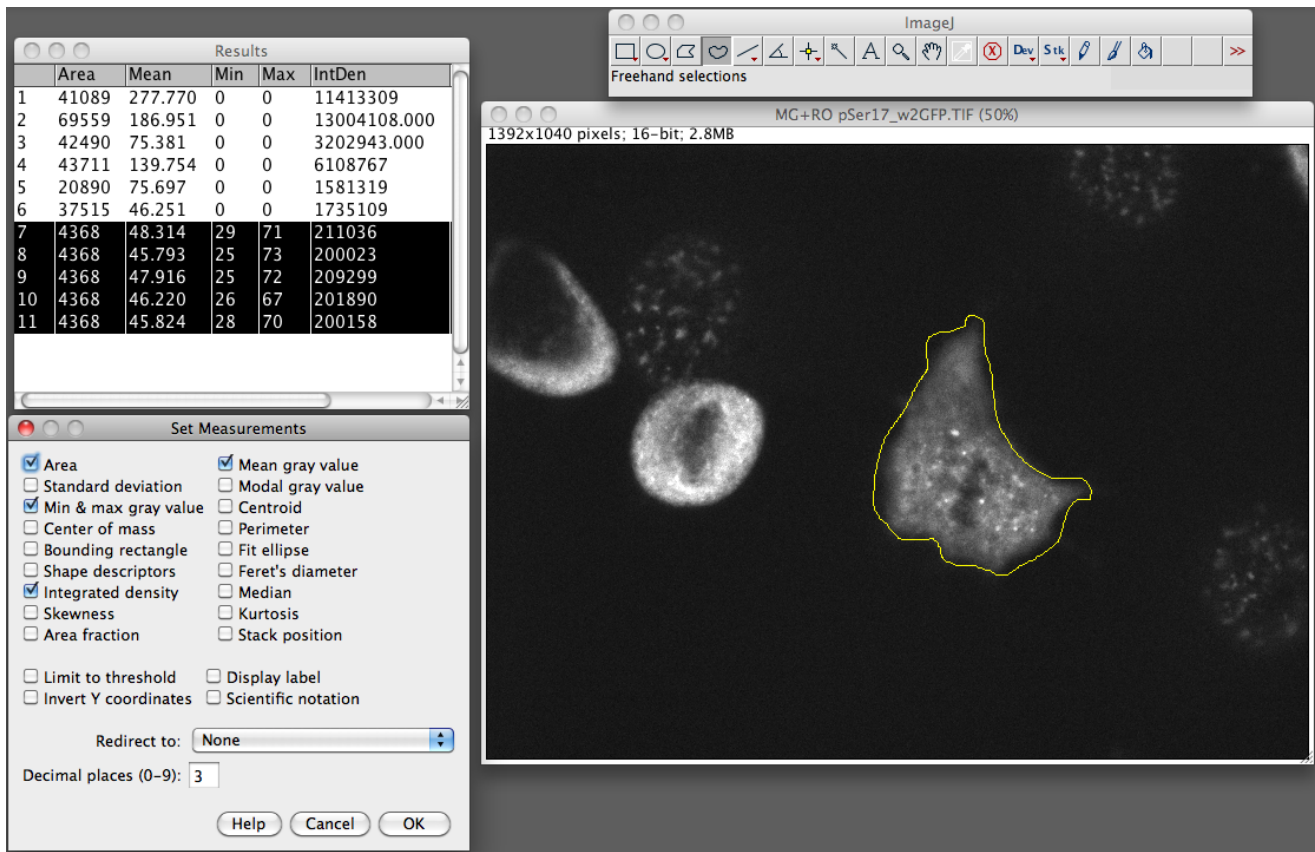 Results
Area Mean Min Max IntDen
1 41089 277.770 0 0 11413309
2 69559 186.951 0 0 13004108.000
3 42490 75.381 0 0 3202943.000
4 43711 139.754 0 0 6108767
5 20890 75.697 0 0 1581319
6 37515 46.251 0 0 1735109
7 4368 48.314 29 71 211036
8 4368 45.793 25 73 200023
9 4368 47.916 25 72 209299
10 4368 46.220 26 67 201890
11 4368 45.824 28 70 200158
ImageJ
A Dev Stk >>
Freehand selections
MG+RO pSer17_w2GFP.TIF (50%)
1392x1040 pixels; 16-bit; 2.8MB
Set Measurements
Area Mean gray value
Standard deviation Modal gray value
Min & max gray value Centroid
Center of mass Perimeter
Bounding rectangle Fit ellipse
Shape descriptors Feret's diameter
Integrated density Median
Skewness Kurtosis
Area fraction Stack position
Limit to threshold Display label
Invert Y coordinates Scientific notation
Redirect to: None
Decimal places (0-9): 3
Help Cancel OK